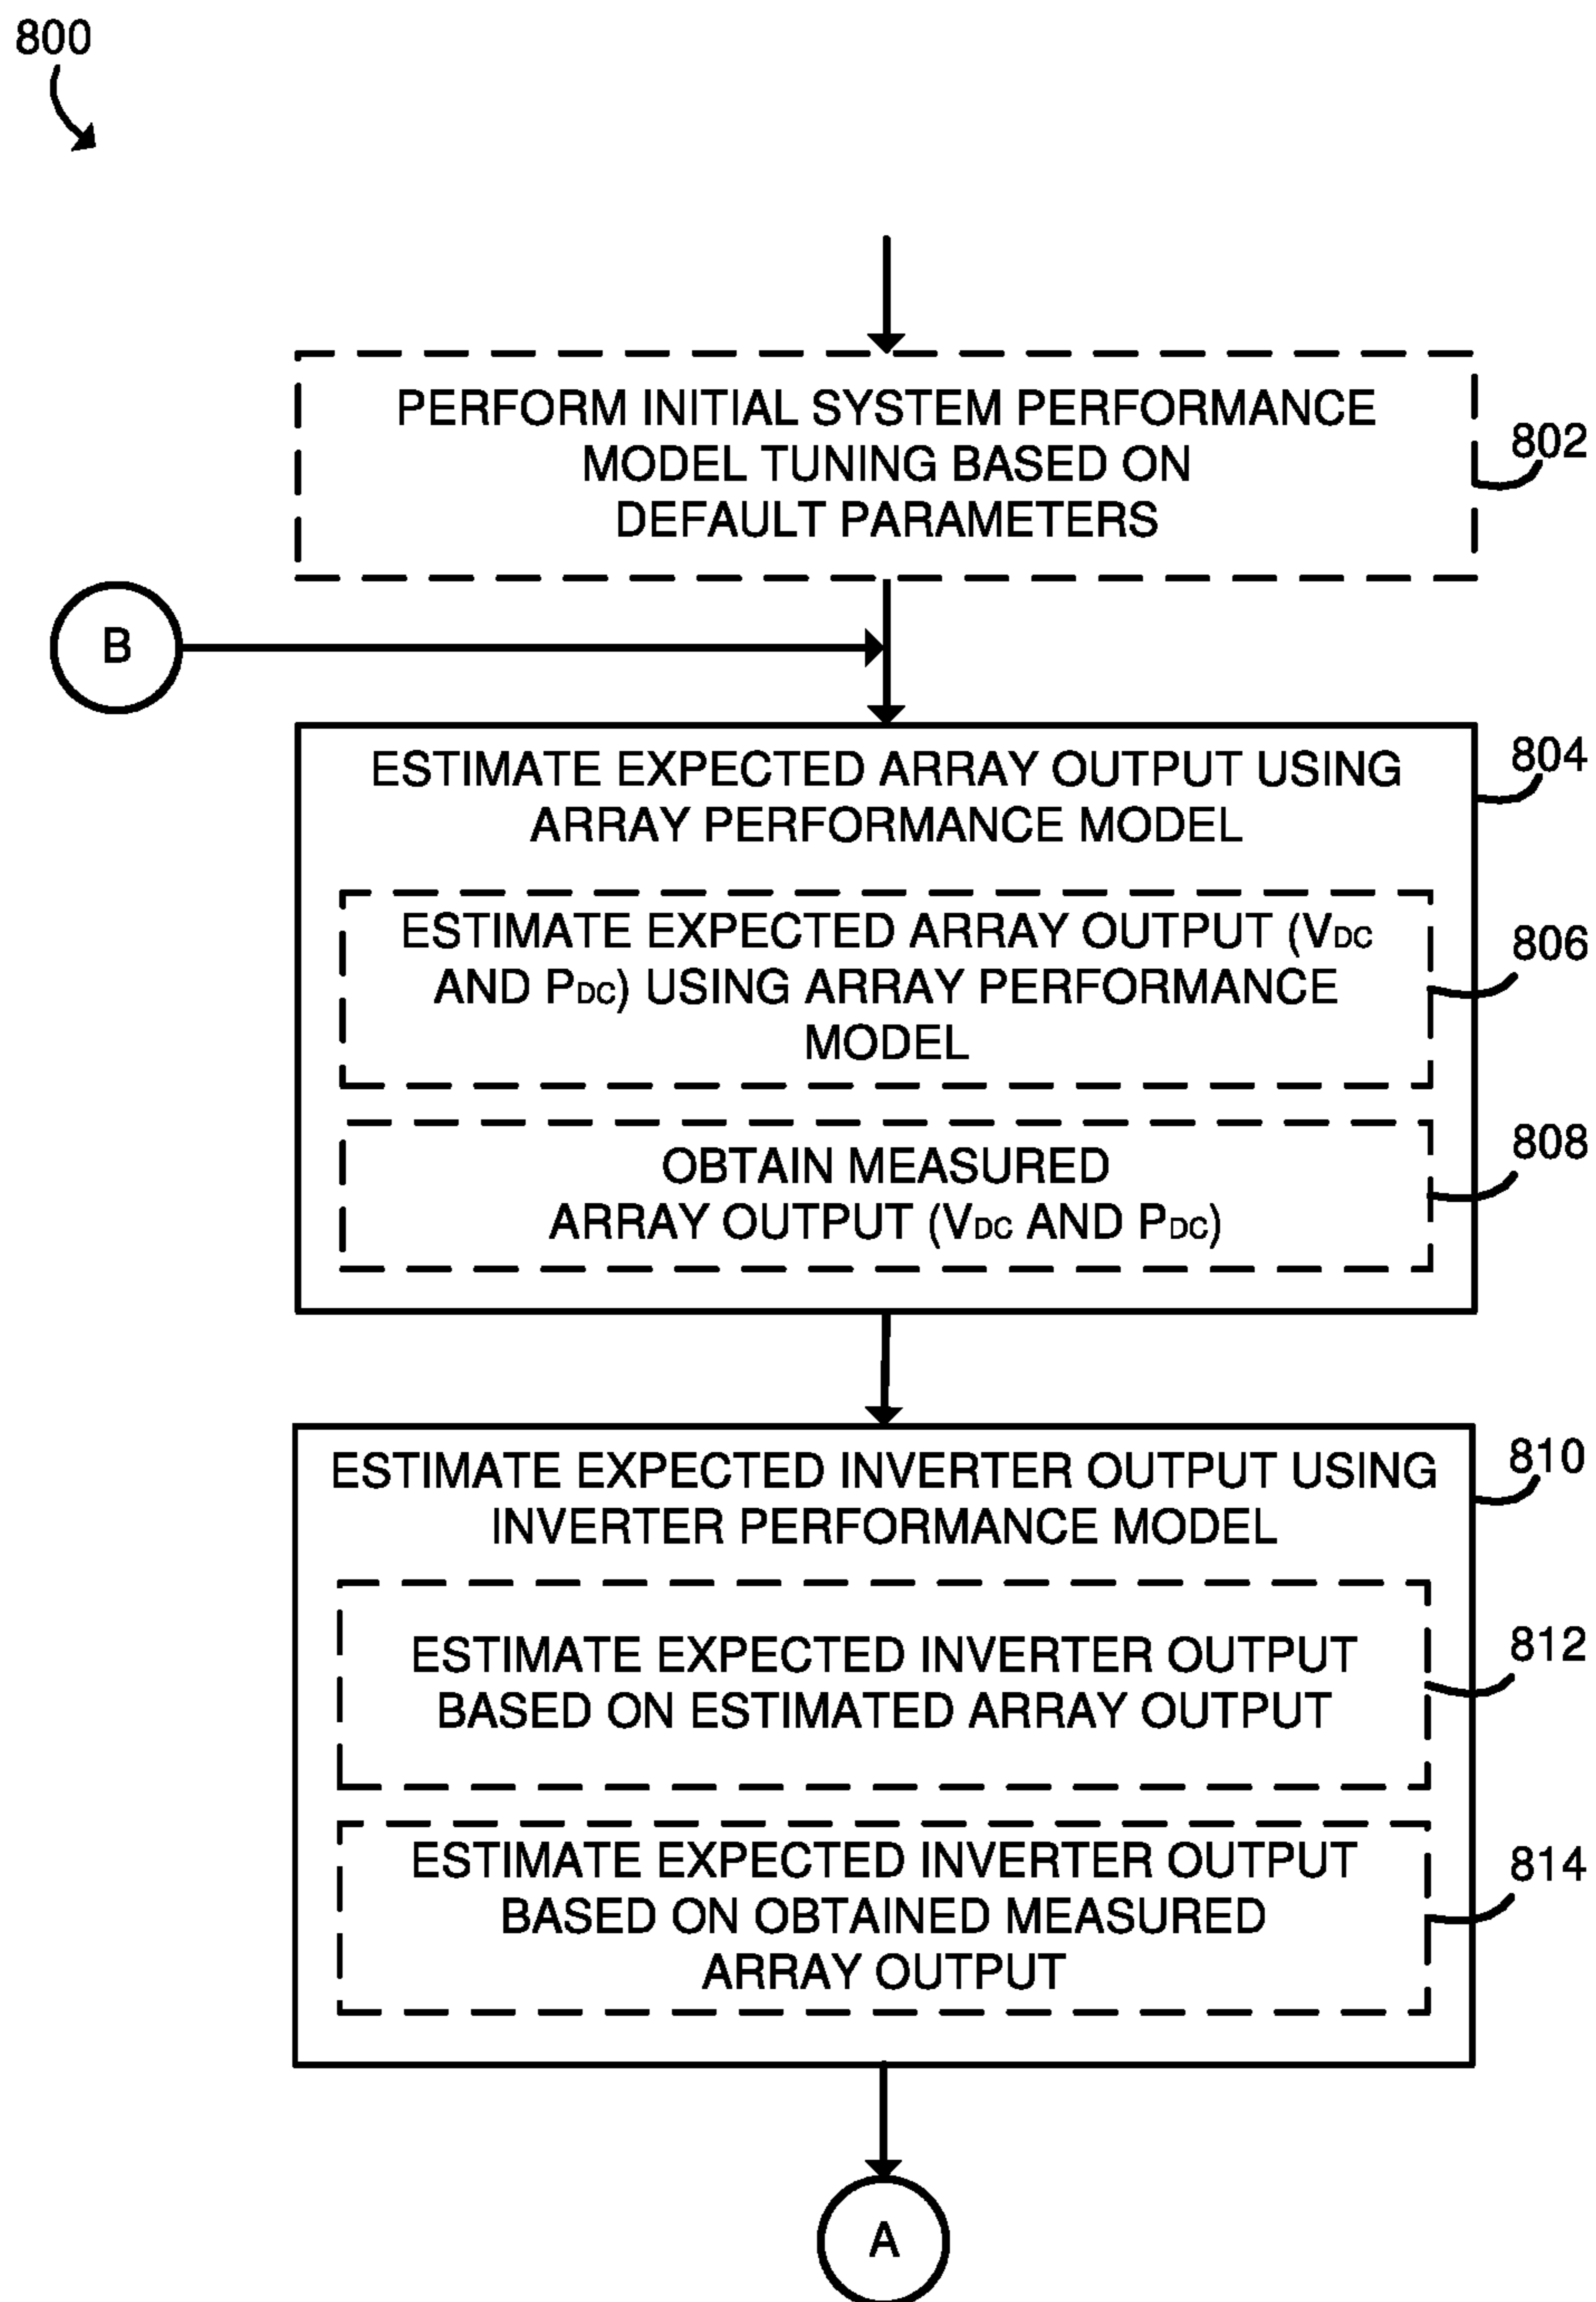 800
PERFORM INITIAL SYSTEM PERFORMANCE
MODEL TUNING BASED ON
DEFAULT PARAMETERS
802
B
ESTIMATE EXPECTED ARRAY OUTPUT USING
ARRAY PERFORMANCE MODEL
804
ESTIMATE EXPECTED ARRAY OUTPUT (VDC
AND PDC) USING ARRAY PERFORMANCE
MODEL
806
OBTAIN MEASURED
ARRAY OUTPUT (VDC AND PDC)
808
ESTIMATE EXPECTED INVERTER OUTPUT USING
INVERTER PERFORMANCE MODEL
810
ESTIMATE EXPECTED INVERTER OUTPUT
BASED ON ESTIMATED ARRAY OUTPUT
812
ESTIMATE EXPECTED INVERTER OUTPUT
BASED ON OBTAINED MEASURED
ARRAY OUTPUT
814
A